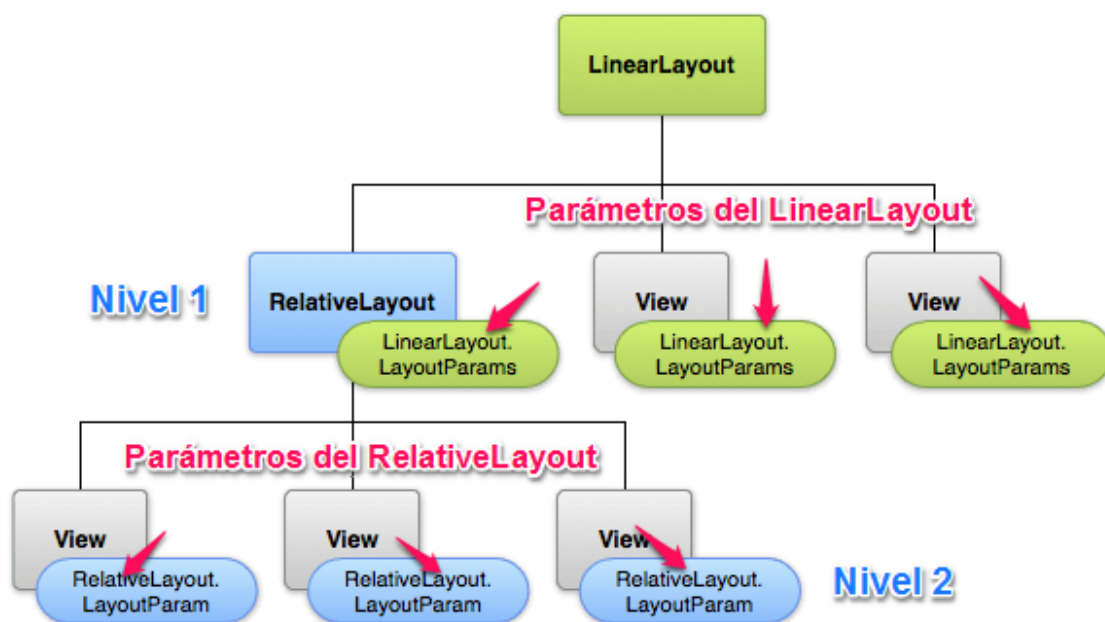 LinearLayout
Parámetros del LinearLayout
Nivel 1
RelativeLayout
View
View
LinearLayout.
LayoutParams
LinearLayout.
LayoutParams
LinearLayout.
LayoutParams
Parámetros del RelativeLayout
View
View
View
RelativeLayout.
LayoutParam
RelativeLayout.
LayoutParam
RelativeLayout.
LayoutParam
Nivel 2